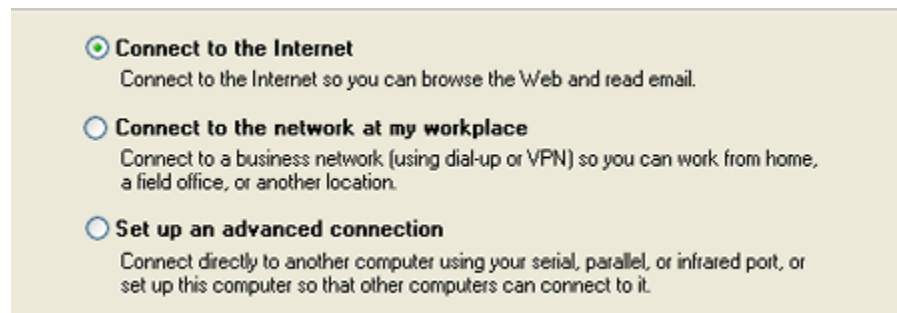 Connect to the Internet
Connect to the Internet so you can browse the Web and read email.
Connect to the network at my workplace
Connect to a business network (using dial-up or VPN) so you can work from home,
a field office, or another location.
Set up an advanced connection
Connect directly to another computer using your serial, parallel, or infrared port, or
set up this computer so that other computers can connect to it.